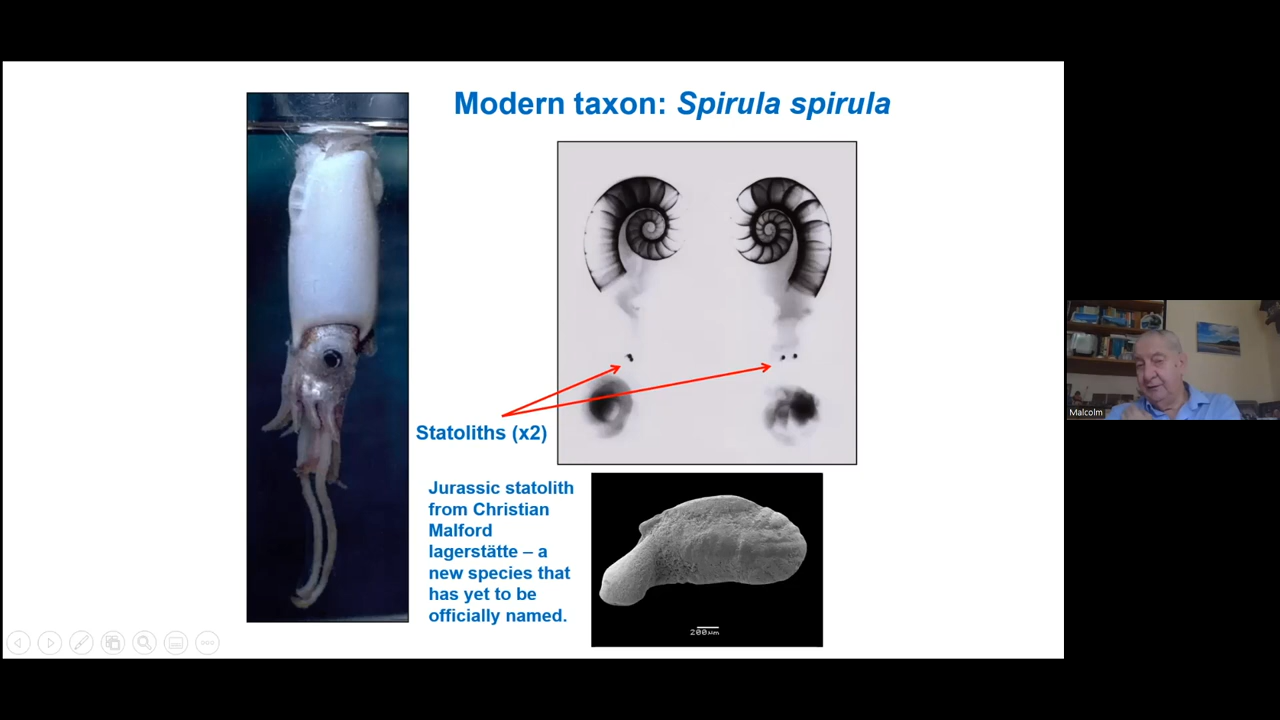 Modern taxon: Spirula spirula
Statoliths (x2)
Jurassic statolith
from Christian
Malford
lagerstätte – a
new species that
has yet to be
officially named.
200µm
Malcolm